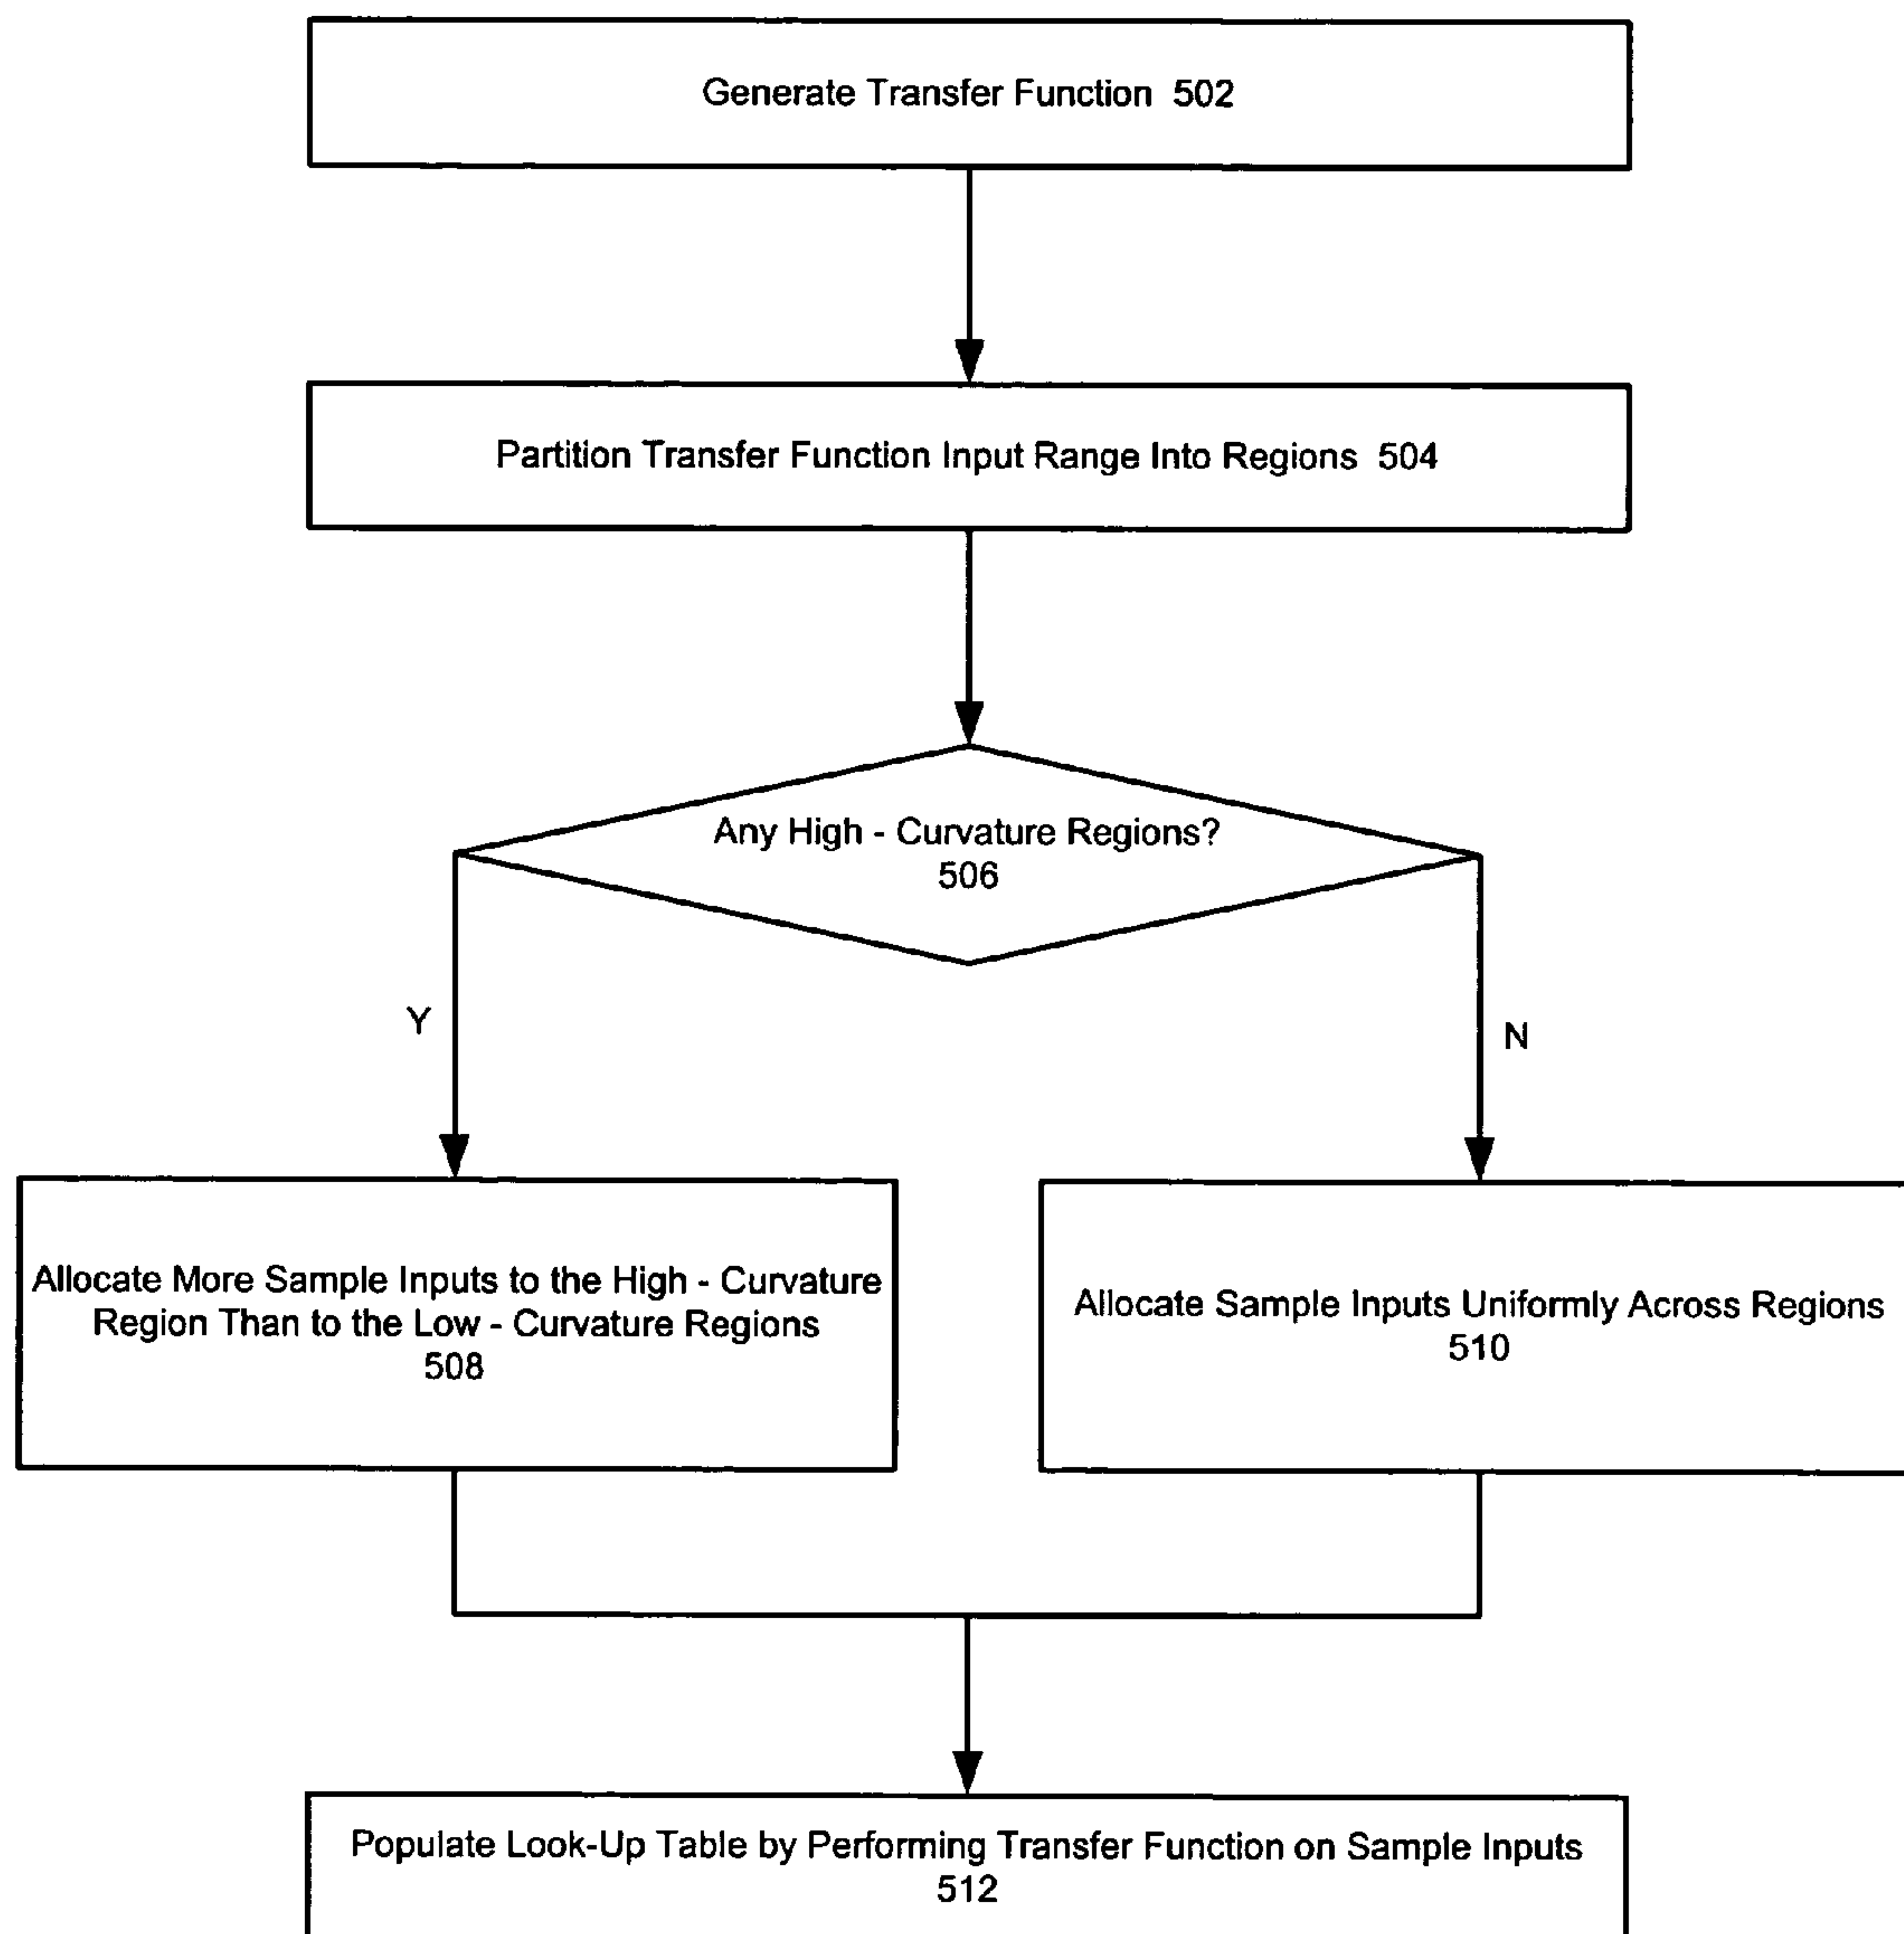 Generate Transfer Function 502
Partition Transfer Function Input Range Into Regions 504
Any High - Curvature Regions?
506
Y
N
Allocate More Sample Inputs to the High - Curvature
Region Than to the Low - Curvature Regions
508
Allocate Sample Inputs Uniformly Across Regions
510
Populate Look-Up Table by Performing Transfer Function on Sample Inputs
512